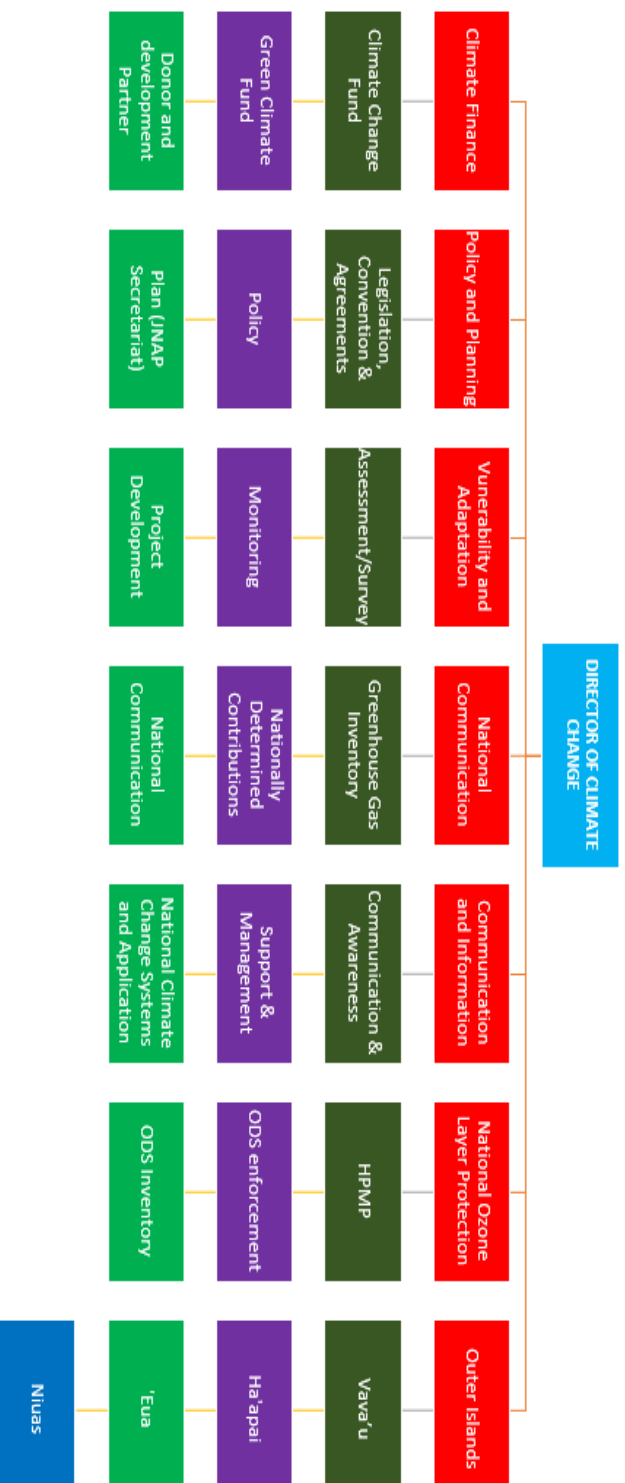 DIRECTOR OF CLIMATE
CHANGE
Climate Finance
Climate Change
Fund
Green Climate
Fund
Donor and
development
Partner
Policy and Planning
Legislation,
Convention &
Agreements
Policy
Plan (JNAP
Secretariat)
Vunerability and
Adaptation
Assessment/Survey
Monitoring
Project
Development
National
Communication
Greenhouse Gas
Inventory
Nationally
Determined
Contributions
National
Communication
Communication
and Information
Communication &
Awareness
Support &
Management
National Climate
Change Systems
and Application
National Ozone
Layer Protection
HPMP
ODS enforcement
ODS Inventory
Outer Islands
Vava’u
Ha'apai
'Eua
Niuas